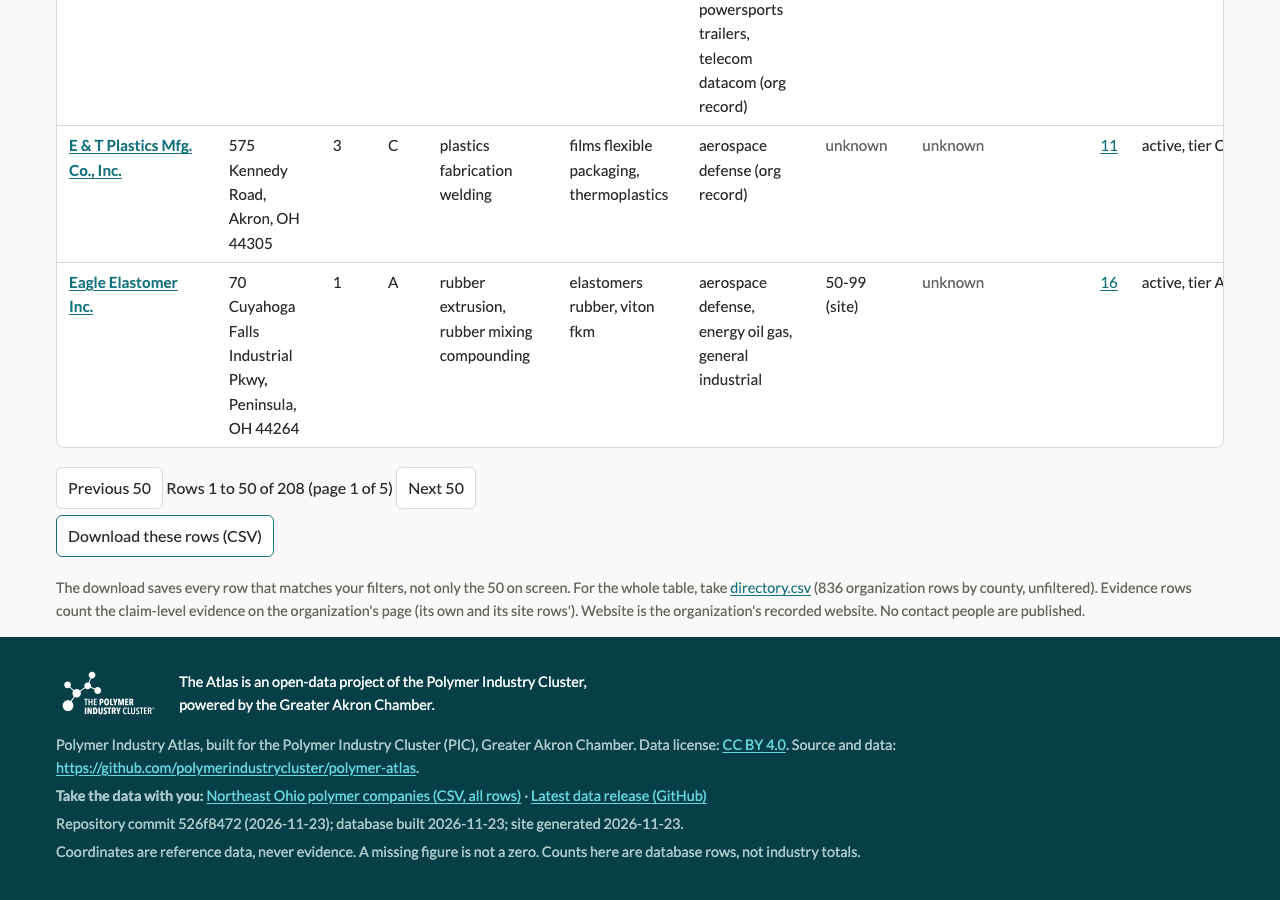 powersports
trailers,
telecom
datacom (org
record)
E & T Plastics Mfg. 575 3 C plastics films flexible aerospace unknown unknown 11 active, tier C
Co., Inc. Kennedy fabrication packaging, defense (org
Road, welding thermoplastics record)
Akron, OH
44305
Eagle Elastomer 70 1 A rubber elastomers aerospace 50-99 unknown 16 active, tier A
Inc. Cuyahoga extrusion, rubber, viton defense, (site)
Falls rubber mixing fkm energy oil gas,
Industrial compounding general
Pkwy, industrial
Peninsula,
OH 44264
Previous 50 Rows 1 to 50 of 208 (page 1 of 5) Next 50
Download these rows (CSV)
The download saves every row that matches your filters, not only the 50 on screen. For the whole table, take directory.csv (836 organization rows by county, unfiltered). Evidence rows
count the claim-level evidence on the organization's page (its own and its site rows'). Website is the organization's recorded website. No contact people are published.
THE POLYMER
INDUSTRY CLUSTER
The Atlas is an open-data project of the Polymer Industry Cluster,
powered by the Greater Akron Chamber.
Polymer Industry Atlas, built for the Polymer Industry Cluster (PIC), Greater Akron Chamber. Data license: CC BY 4.0. Source and data:
https://github.com/polymerindustrycluster/polymer-atlas.
Take the data with you: Northeast Ohio polymer companies (CSV, all rows) · Latest data release (GitHub)
Repository commit 526f8472 (2026-11-23); database built 2026-11-23; site generated 2026-11-23.
Coordinates are reference data, never evidence. A missing figure is not a zero. Counts here are database rows, not industry totals.